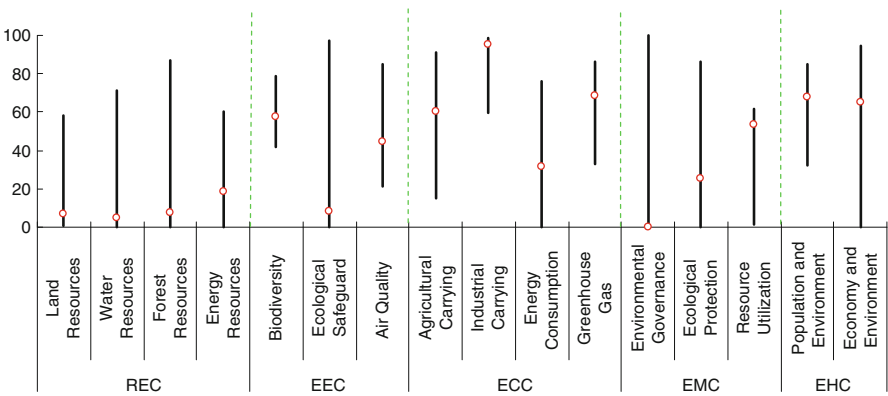 100
80
60
40
20
0
Land
Resources
Water
Resources
Forest
Resources
Energy
Resources
Biodiversity
Ecological
Safeguard
Air Quality
Agricultural
Carrying
Industrial
Carrying
Energy
Consumption
Greenhouse
Gas
Environmental
Governance
Ecological
Protection
Resource
Utilization
Population and
Environment
Economy and
Environment
REC
EEC
ECC
EMC
EHC